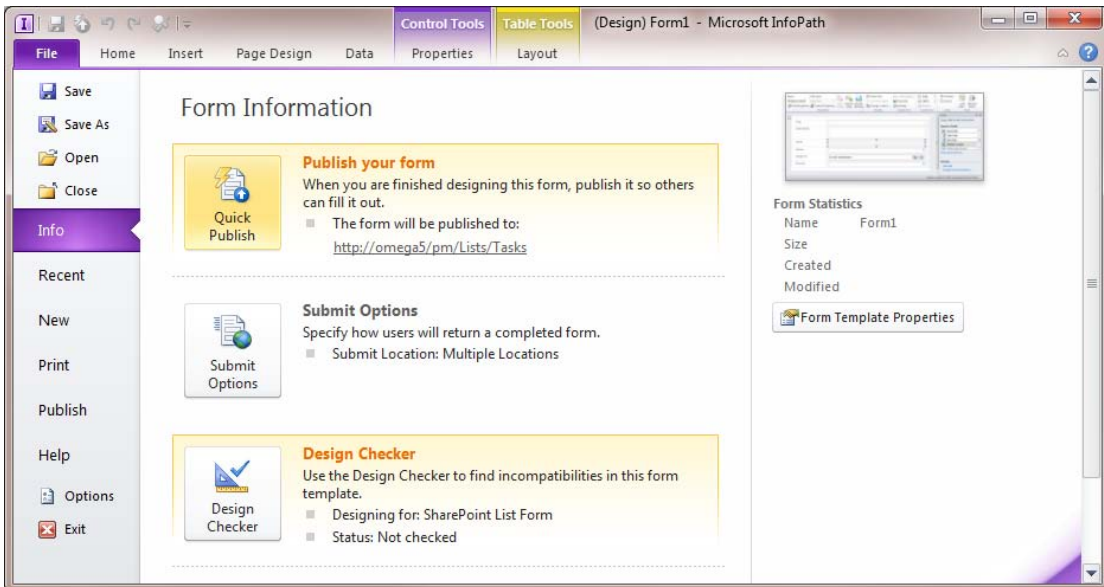 Control Tools
Table Tools
(Design) Form1 - Microsoft InfoPath
File
Home
Insert
Page Design
Data
Properties
Layout
Save
Save As
Open
Close
Info
Recent
New
Print
Publish
Help
Options
Exit
Form Information
Quick
Publish
Publish your form
When you are finished designing this form, publish it so others
can fill it out.
The form will be published to:
http://omega5/pm/Lists/Tasks
Submit
Options
Submit Options
Specify how users will return a completed form.
Submit Location: Multiple Locations
Design
Checker
Design Checker
Use the Design Checker to find incompatibilities in this form
template.
Designing for: SharePoint List Form
Status: Not checked
Form Statistics
Name Form1
Size
Created
Modified
Form Template Properties